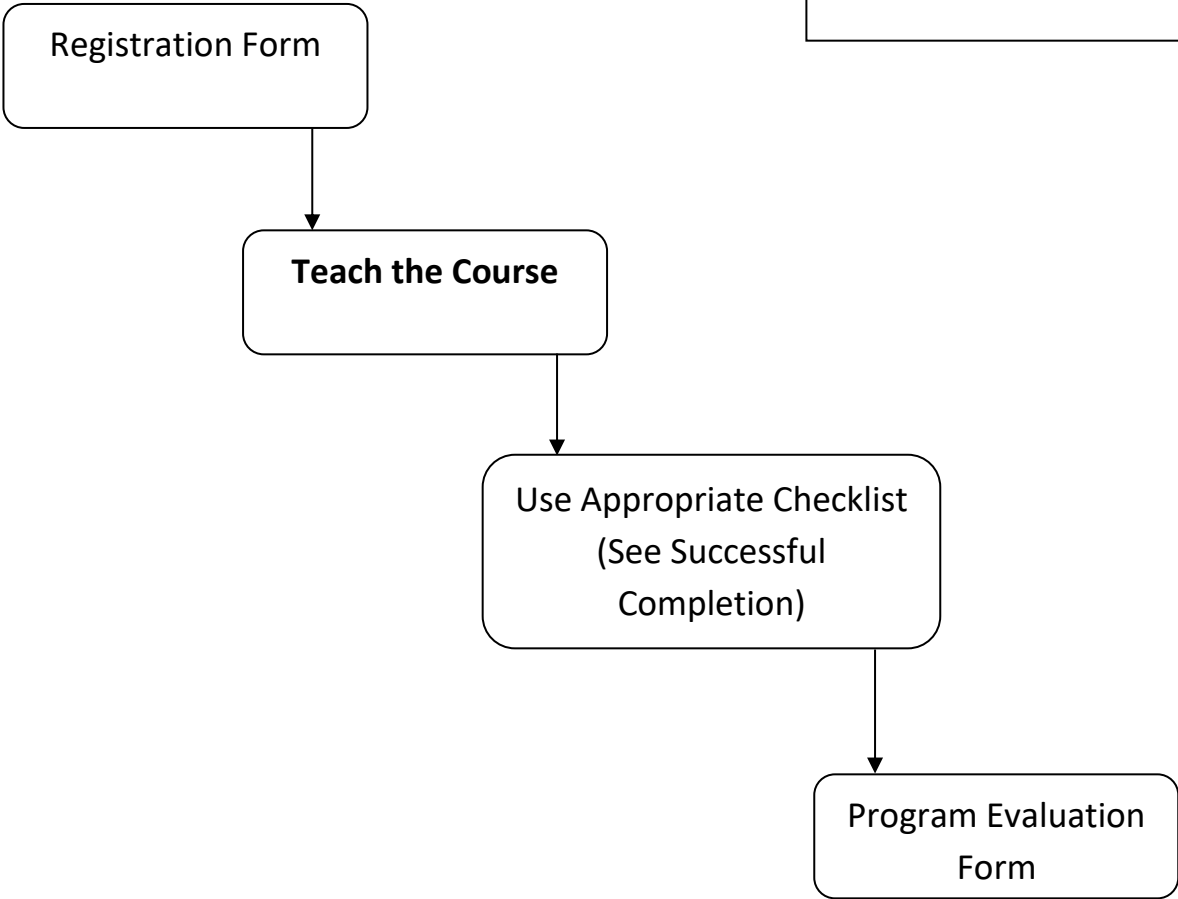 Registration Form
Teach the Course
Use Appropriate Checklist
(See Successful
Completion)
Program Evaluation
Form